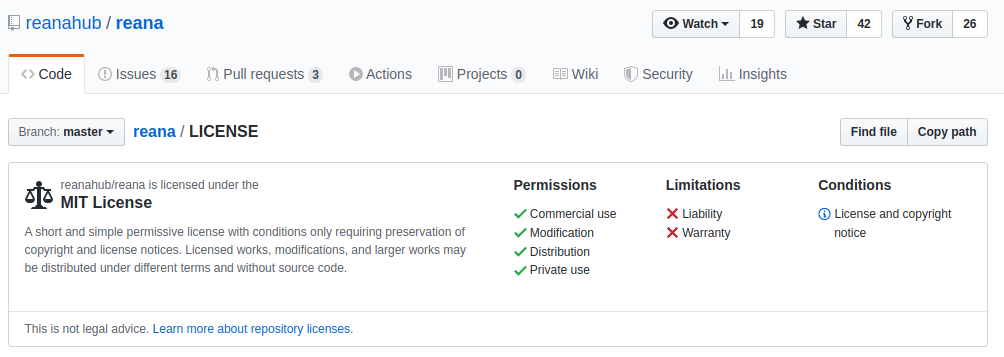 reanahub / reana
Watch 19 Star 42 Fork 26
Code Issues 16 Pull requests 3 Actions Projects 0 Wiki Security Insights
Branch: master reana / LICENSE Find file Copy path
reanahub/reana is licensed under the
MIT License
A short and simple permissive license with conditions only requiring preservation of
copyright and license notices. Licensed works, modifications, and larger works may
be distributed under different terms and without source code.
Permissions
Commercial use
Modification
Distribution
Private use
Limitations
Liability
Warranty
Conditions
License and copyright
notice
This is not legal advice. Learn more about repository licenses.